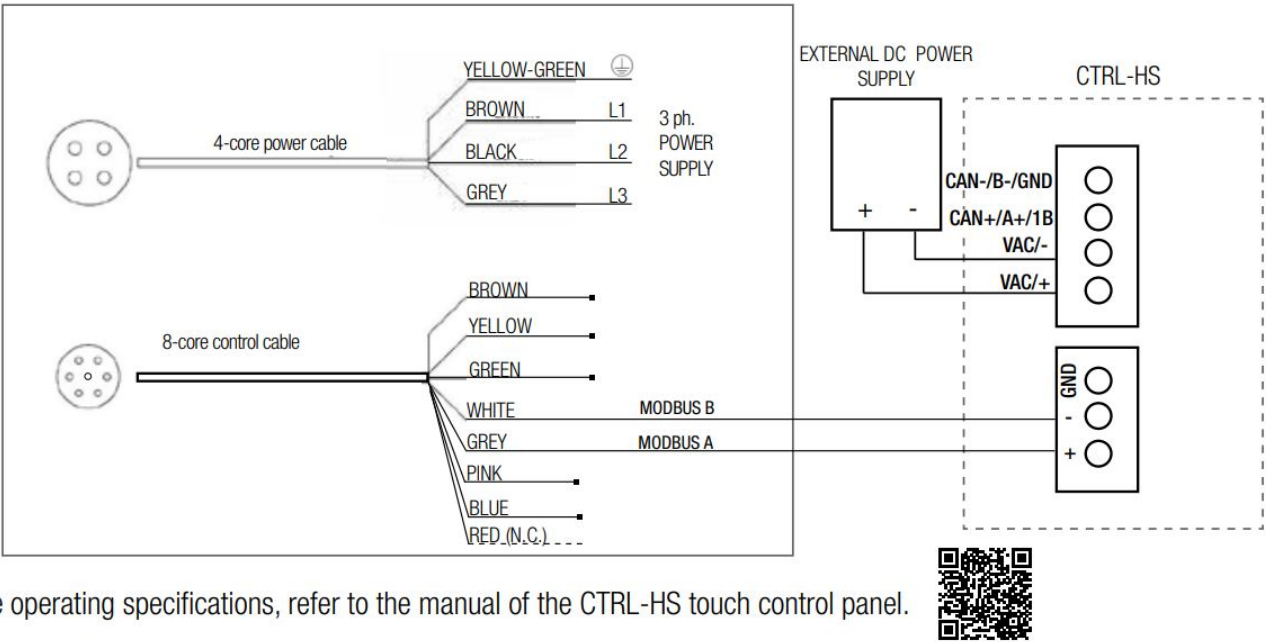 EXTERNAL DC POWER
SUPPLY
CTRL-HS
YELLOW-GREEN
BROWN L1
BLACK L2
GREY L3
3 ph.
POWER
SUPPLY
4-core power cable
+ -
CAN-/B-/GND
CAN+/A+/1B
VAC/-
VAC/+
8-core control cable
BROWN
YELLOW
GREEN
WHITE MODBUS B
GREY MODBUS A
PINK
BLUE
RED (N.C.)
GND
-
+
operating specifications, refer to the manual of the CTRL-HS touch control panel.